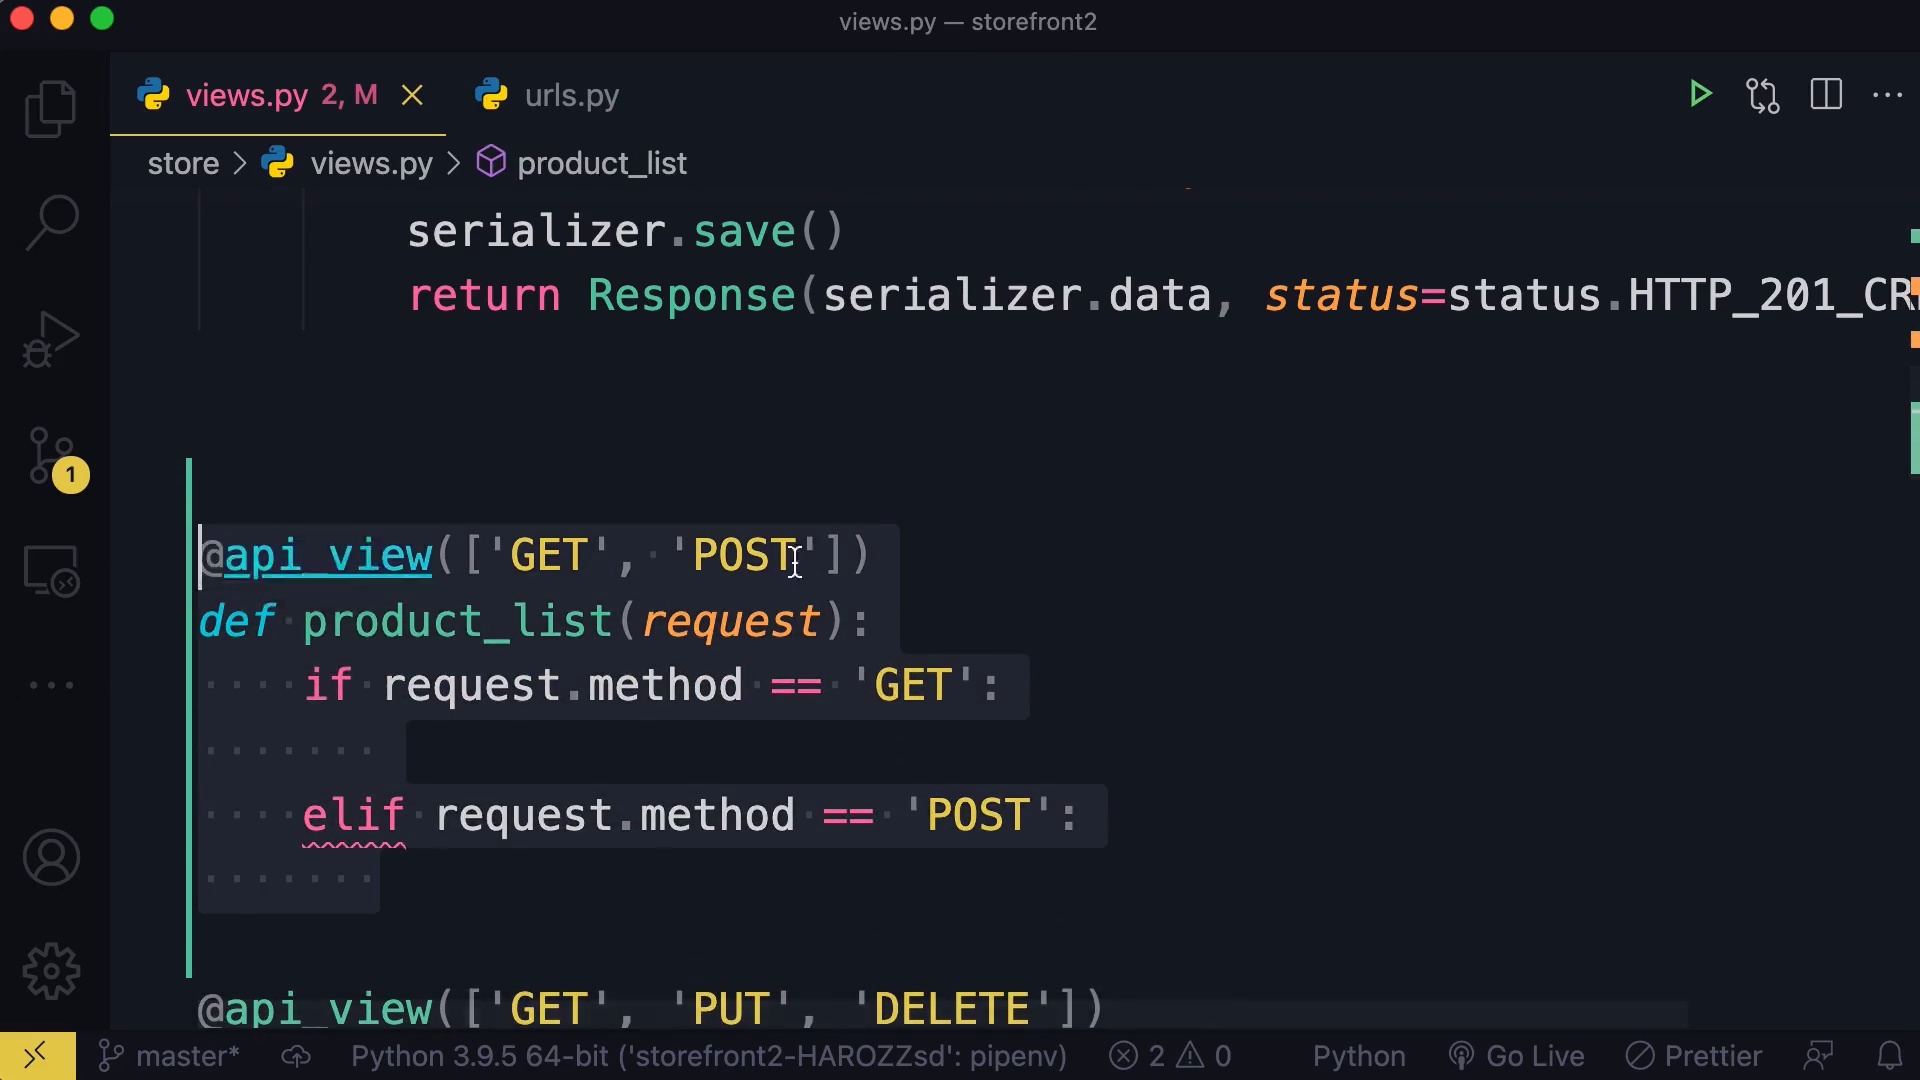 views.py — storefront2
views.py 2, M
urls.py
store > views.py > product_list
serializer.save()
return Response(serializer.data, status=status.HTTP_201_CR
@api_view(['GET', 'POST'])
def product_list(request):
if request.method == 'GET':
elif request.method == 'POST':
@api_view(['GET', 'PUT', 'DELETE'])
1
master*
Python 3.9.5 64-bit ('storefront2-HAROZZsd': pipenv)
2
0
Python
Go Live
Prettier